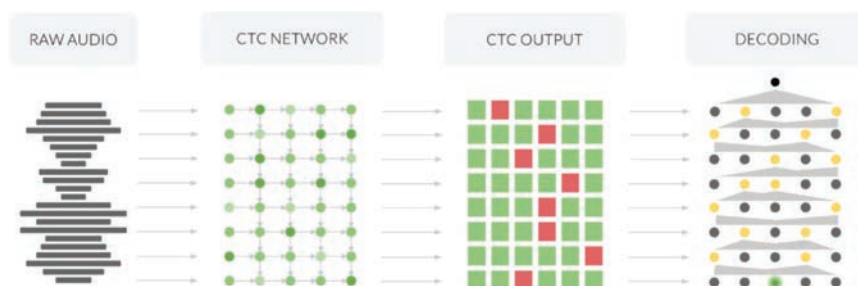 RAW AUDIO
CTC NETWORK
CTC OUTPUT
DECODING